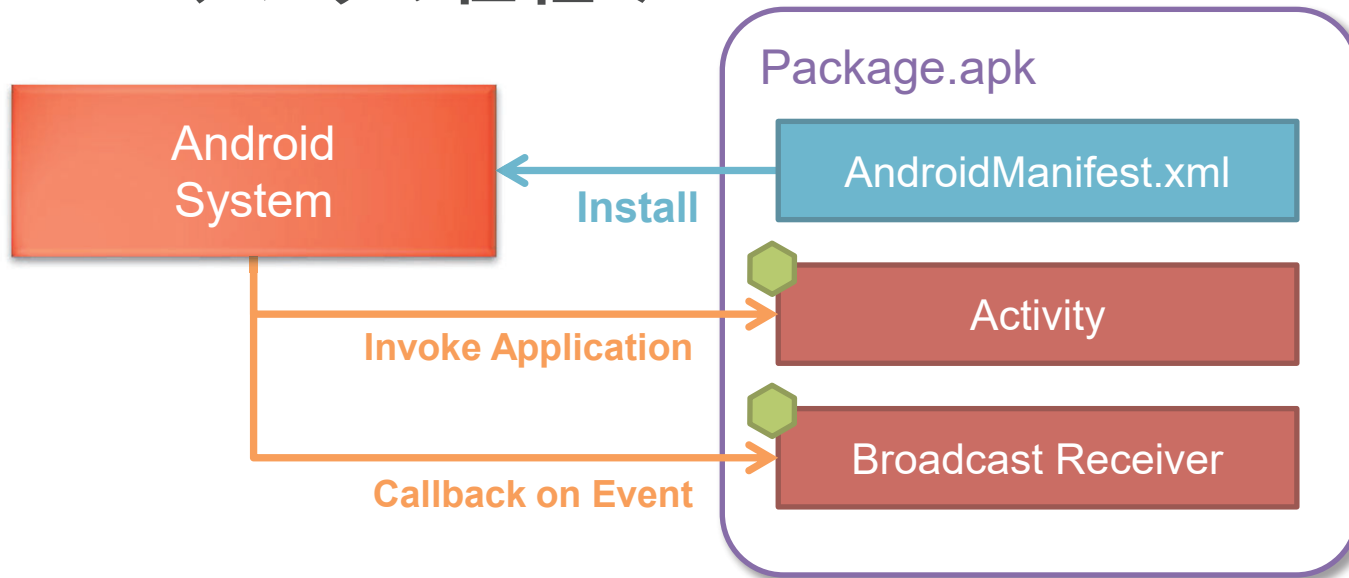 Package.apk
Android
System
AndroidManifest.xml
Install
Activity
Invoke Application
Broadcast Receiver
Callback on Event